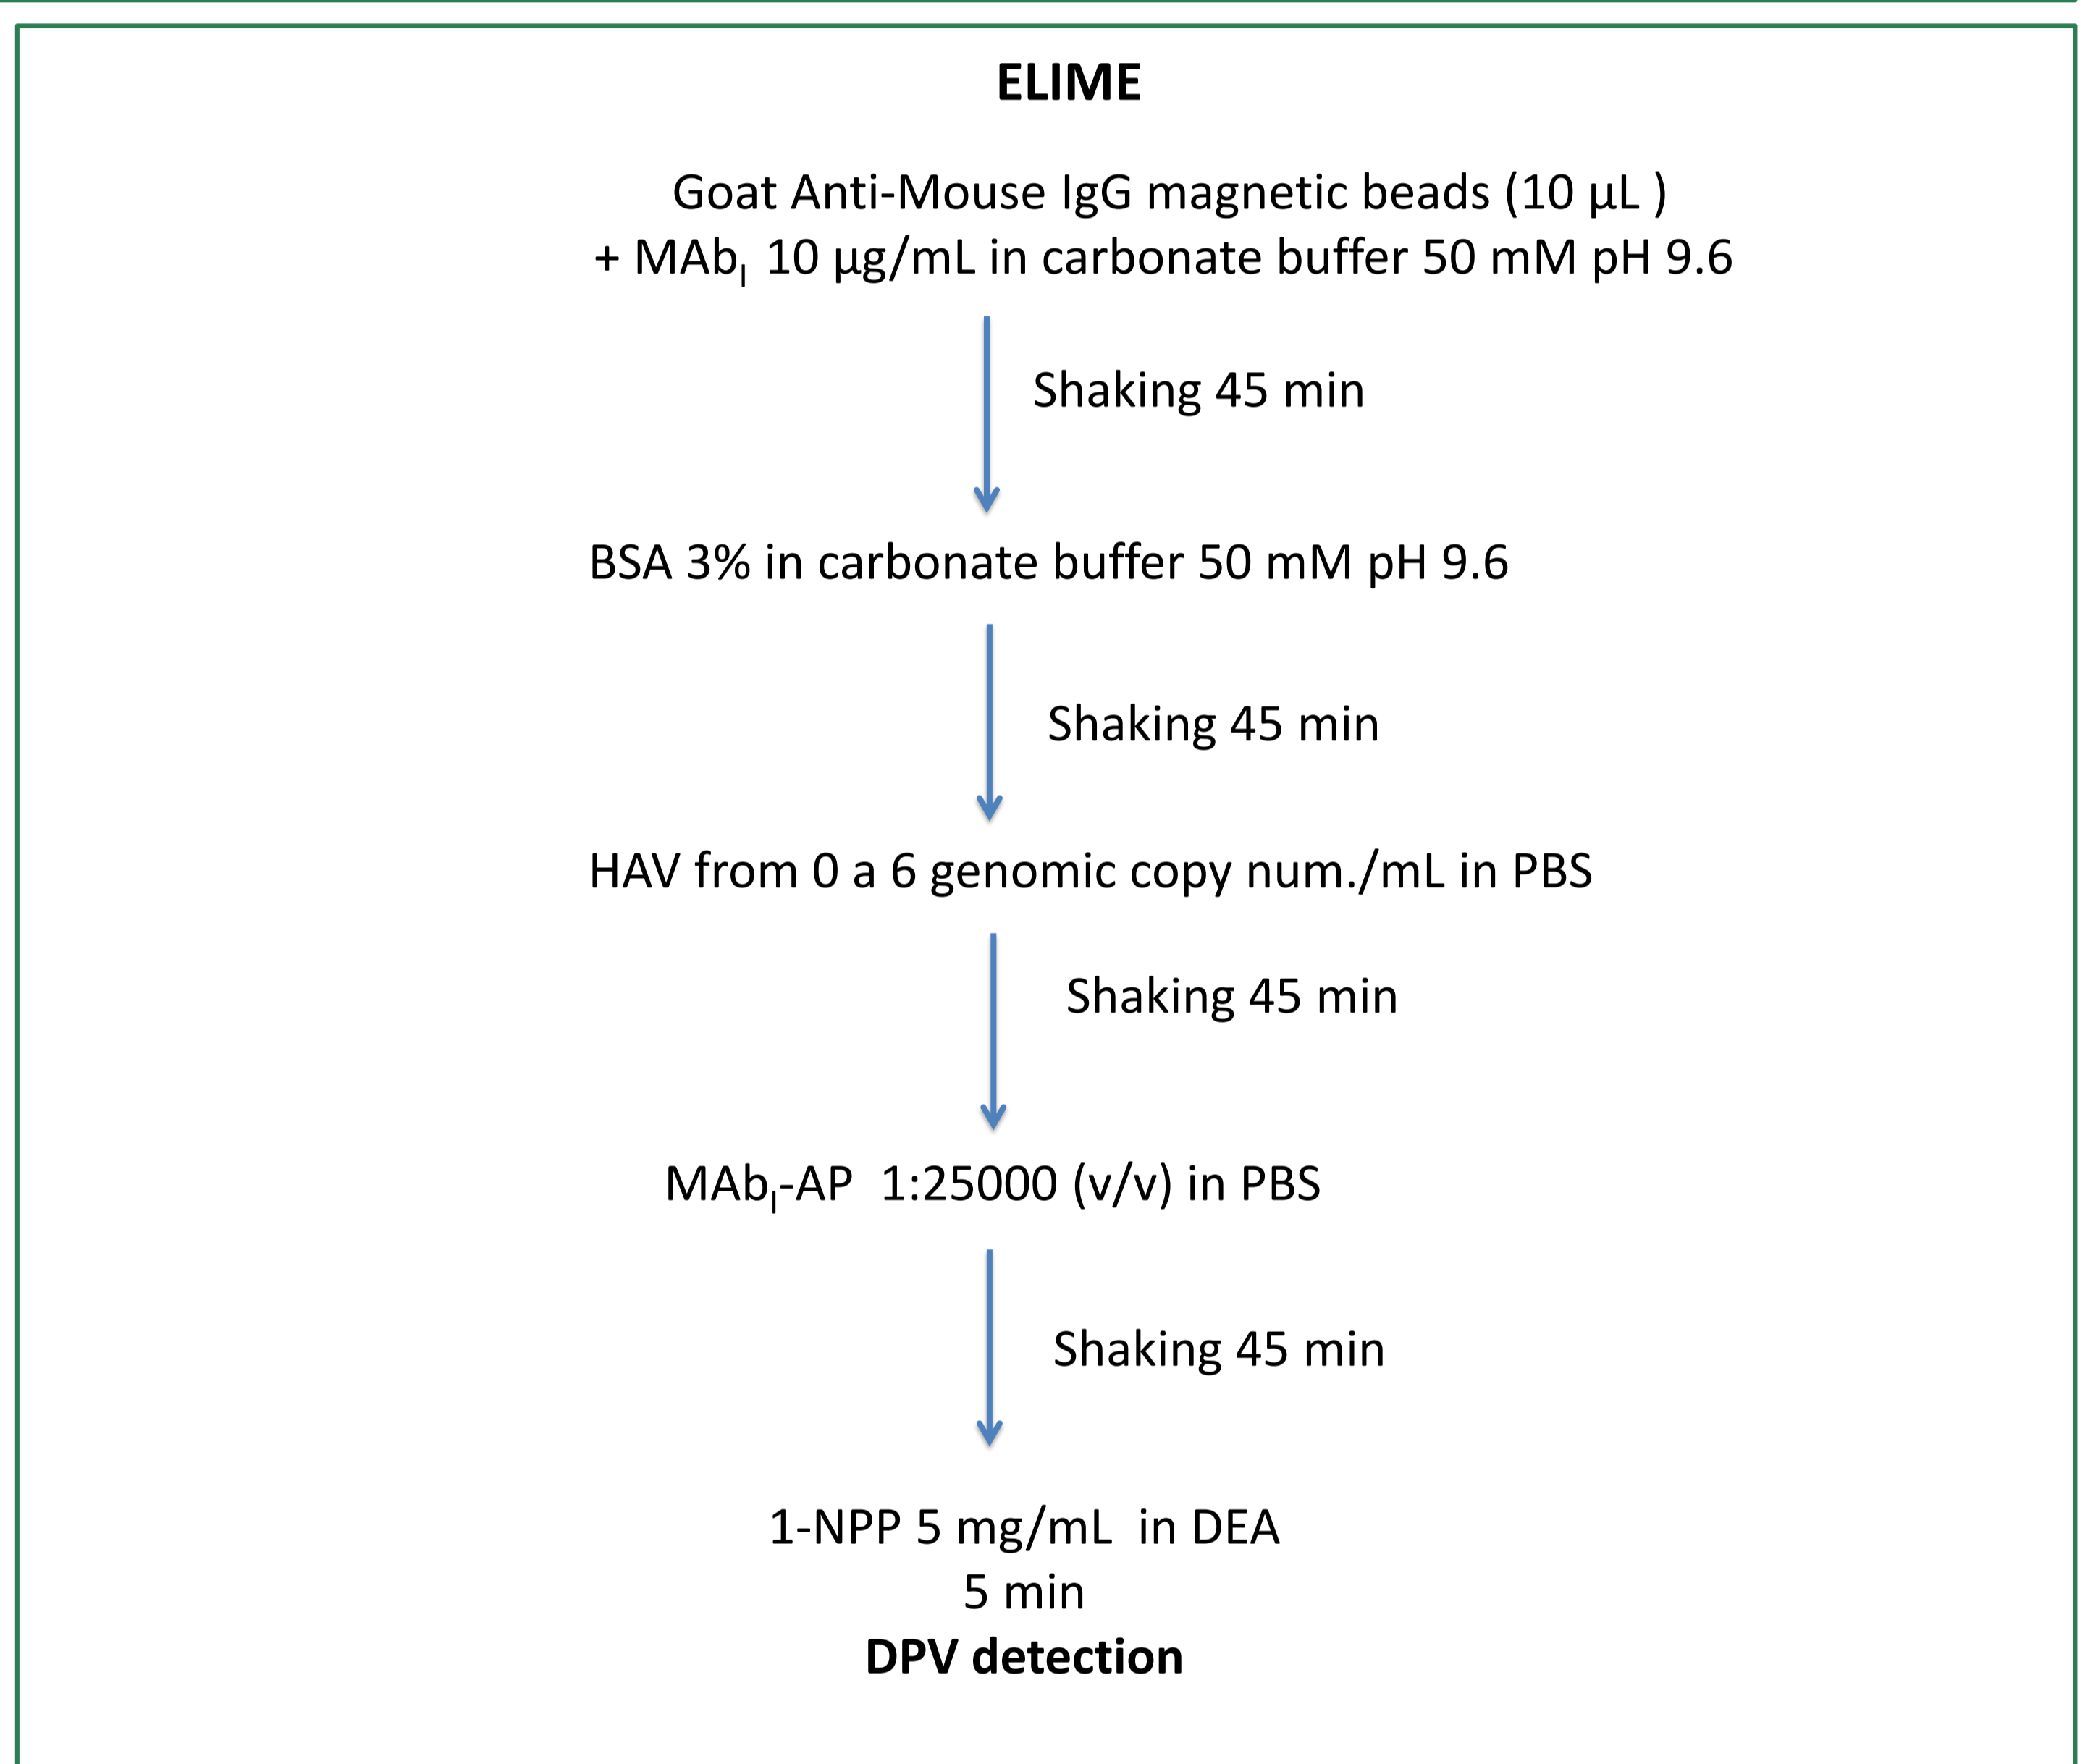 ELIME
Goat Anti-Mouse IgG magnetic beads (10 µL)
+ MAbI 10 µg/mL in carbonate buffer 50 mM pH 9.6
Shaking 45 min
BSA 3% in carbonate buffer 50 mM pH 9.6
Shaking 45 min
HAV from 0 a 6 genomic copy num./mL in PBS
Shaking 45 min
MAbI-AP 1:25000 (v/v) in PBS
Shaking 45 min
1-NPP 5 mg/mL in DEA
5 min
DPV detection